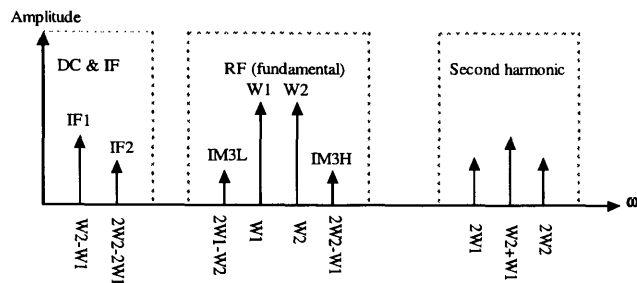 Amplitude
DC & IF
RF (fundamental)
Second harmonic
W1 W2
IF1
IF2
IM3L
IM3H
ω
W2-W1
2W2-2W1
2W1-W2
W1
W2
2W2-W1
2W1
W2+W1
2W2